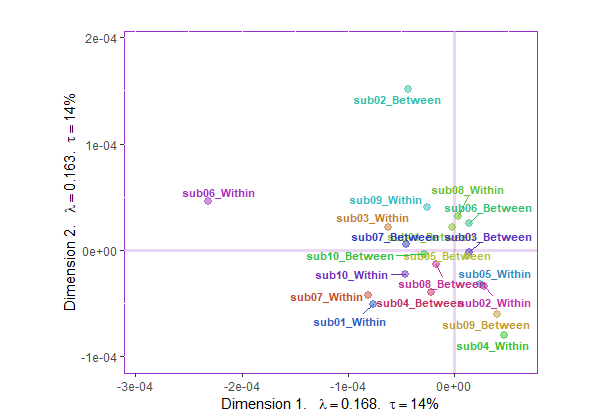 2e-04
sub02_Between
1e-04
sub08_Within
sub06_Within
sub09_Within
sub06_Between
sub03_Within
sub07_Between
sub03_Between
0e+00
sub10_Between
sub05_Between
sub10_Within
sub05_Within
sub08_Between
sub07_Within
sub04_Between
sub02_Within
sub01_Within
sub09_Between
sub04_Within
-1e-04
-3e-04
-2e-04
-1e-04
0e+00
Dimension 1. λ=0.168. τ=14%
Dimension 2. λ=0.163. τ=14%